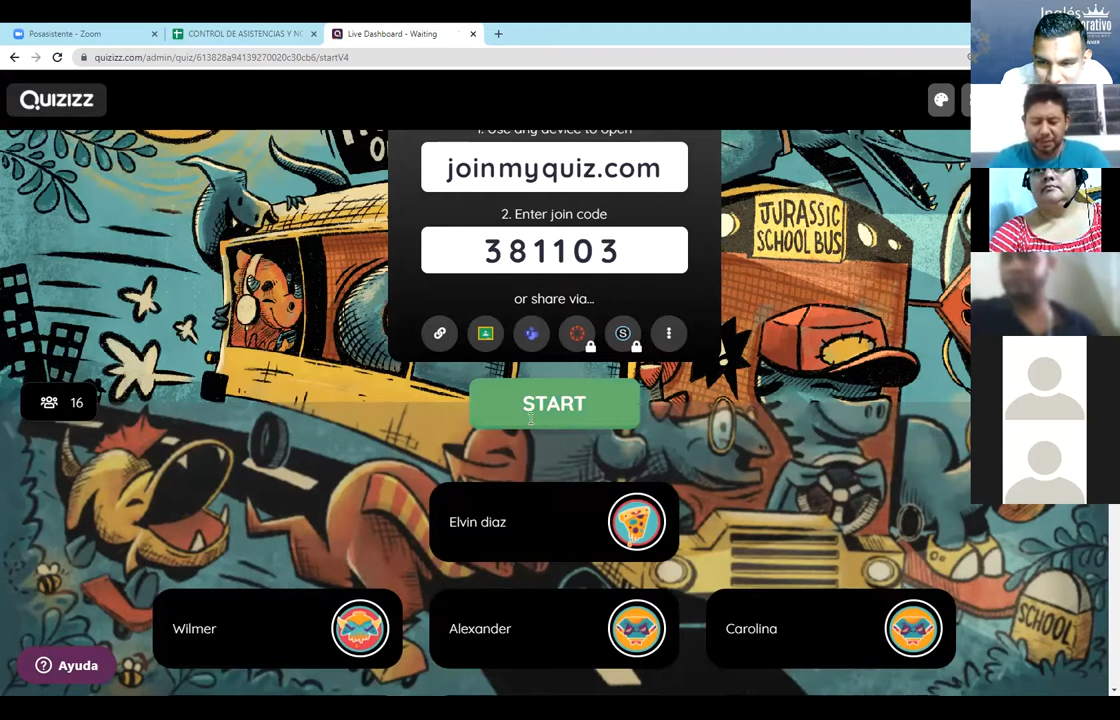 Posasistente - Zoom
CONTROL DE ASISTENCIAS Y NO
Live Dashboard - Waiting
quizizz.com/admin/quiz/613828a94139270020c30cb6/startV4
Inglés
QUIZIZZ
1. Use any device to open
joinmyquiz.com
2. Enter join code
381103
or share via...
JURASSIC
SCHOOL BUS
16
START
Elvin diaz
Wilmer
Alexander
Carolina
SCHOOL
Ayuda